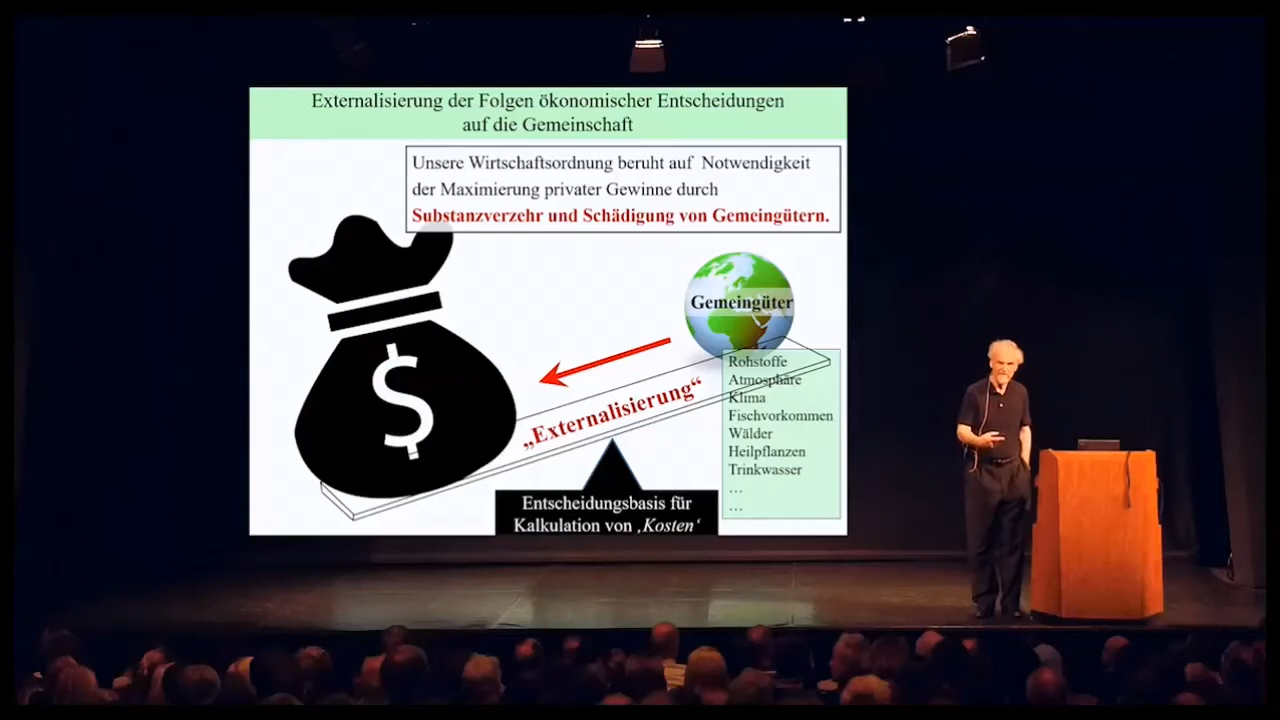 Externalisierung der Folgen ökonomischer Entscheidungen
auf die Gemeinschaft
Unsere Wirtschaftsordnung beruht auf Notwendigkeit
der Maximierung privater Gewinne durch
Substanzverzehr und Schädigung von Gemeingütern.
Gemeingüter
$
„Externalisierung“
Rohstoffe
Atmosphäre
Klima
Fischvorkommen
Wälder
Heilpflanzen
Trinkwasser
…
…
Entscheidungsbasis für
Kalkulation von ‚Kosten‘